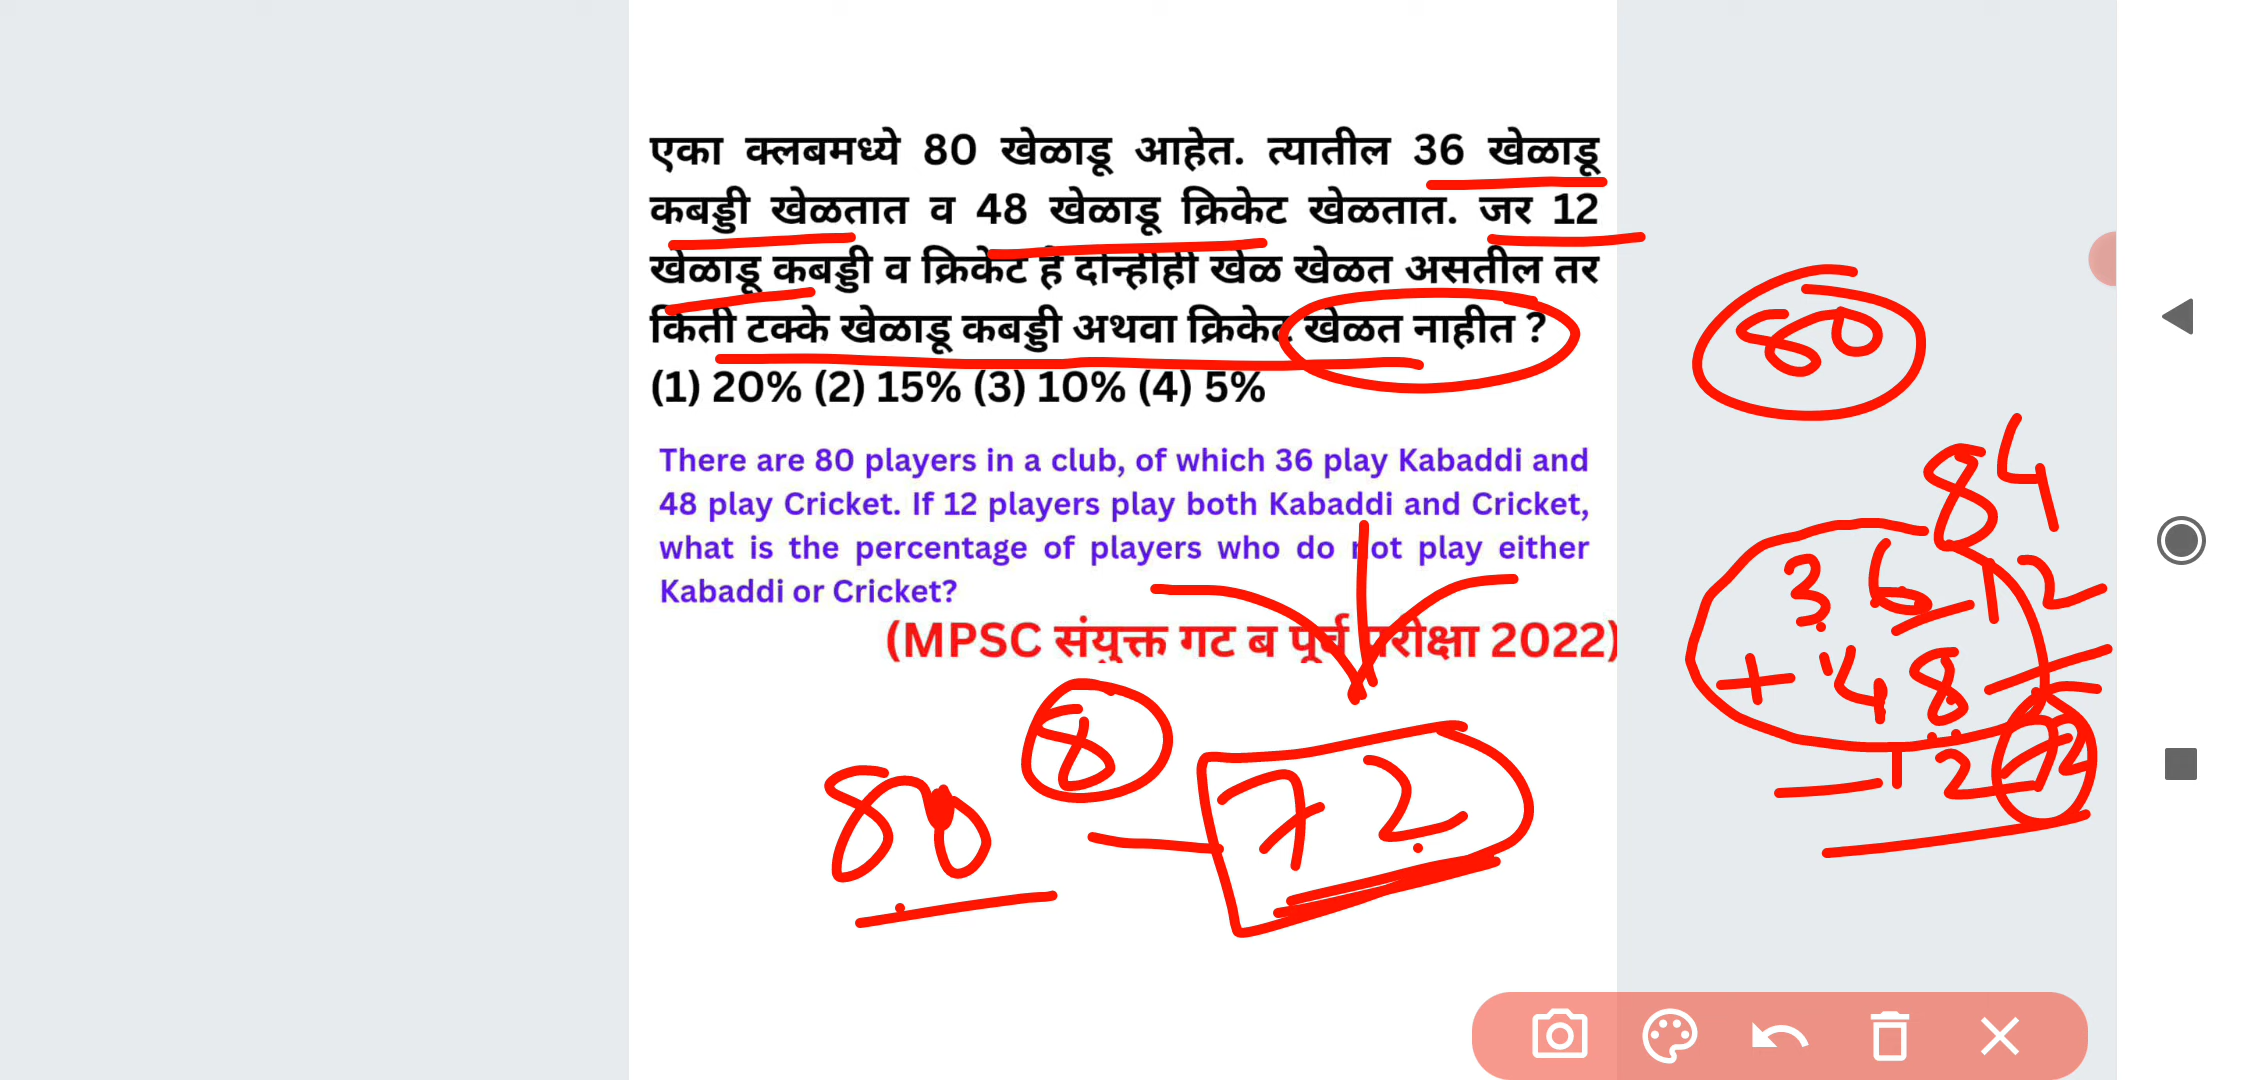 एका क्लबमध्ये 80 खेळाडू आहेत. त्यातील 36 खेळाडू
कबड्डी खेळतात व 48 खेळाडू क्रिकेट खेळतात. जर 12
खेळाडू कबड्डी व क्रिकेट हे दोन्हीही खेळ खेळत असतील तर
किती टक्के खेळाडू कबड्डी अथवा क्रिकेट खेळत नाहीत ?
(1) 20% (2) 15% (3) 10% (4) 5%
There are 80 players in a club, of which 36 play Kabaddi and
48 play Cricket. If 12 players play both Kabaddi and Cricket,
what is the percentage of players who do not play either
Kabaddi or Cricket?
(MPSC संयुक्त गट ब पूर्व परीक्षा 2022)
80
84
36 12
+ 48
12 72
8
80 - 72